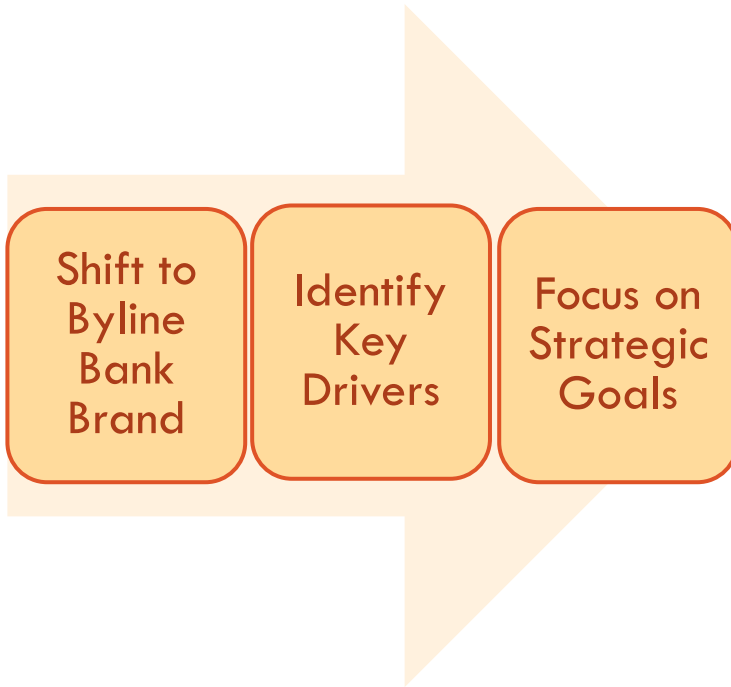 Shift to
Byline
Bank
Brand
Identify
Key
Drivers
Focus on
Strategic
Goals